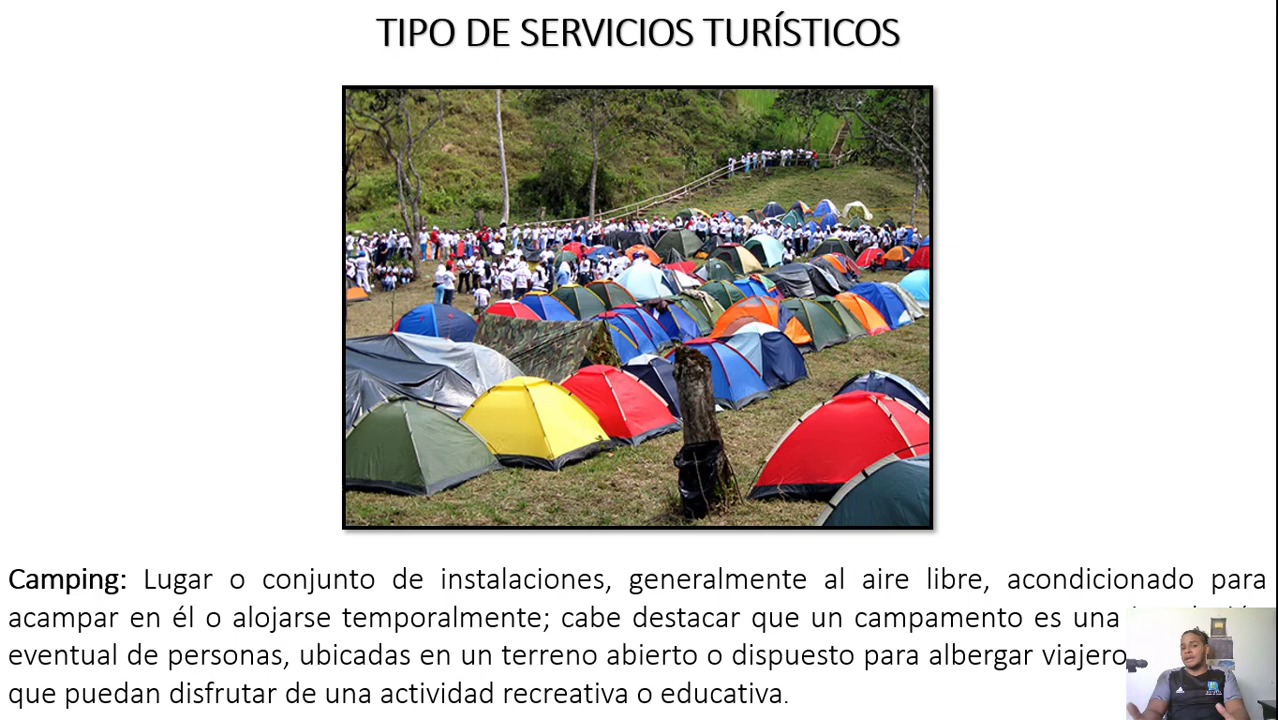 TIPO DE SERVICIOS TURÍSTICOS
Camping: Lugar o conjunto de instalaciones, generalmente al aire libre, acondicionado para
acampar en él o alojarse temporalmente; cabe destacar que un campamento es una
eventual de personas, ubicadas en un terreno abierto o dispuesto para albergar
que puedan disfrutar de una actividad recreativa o educativa.